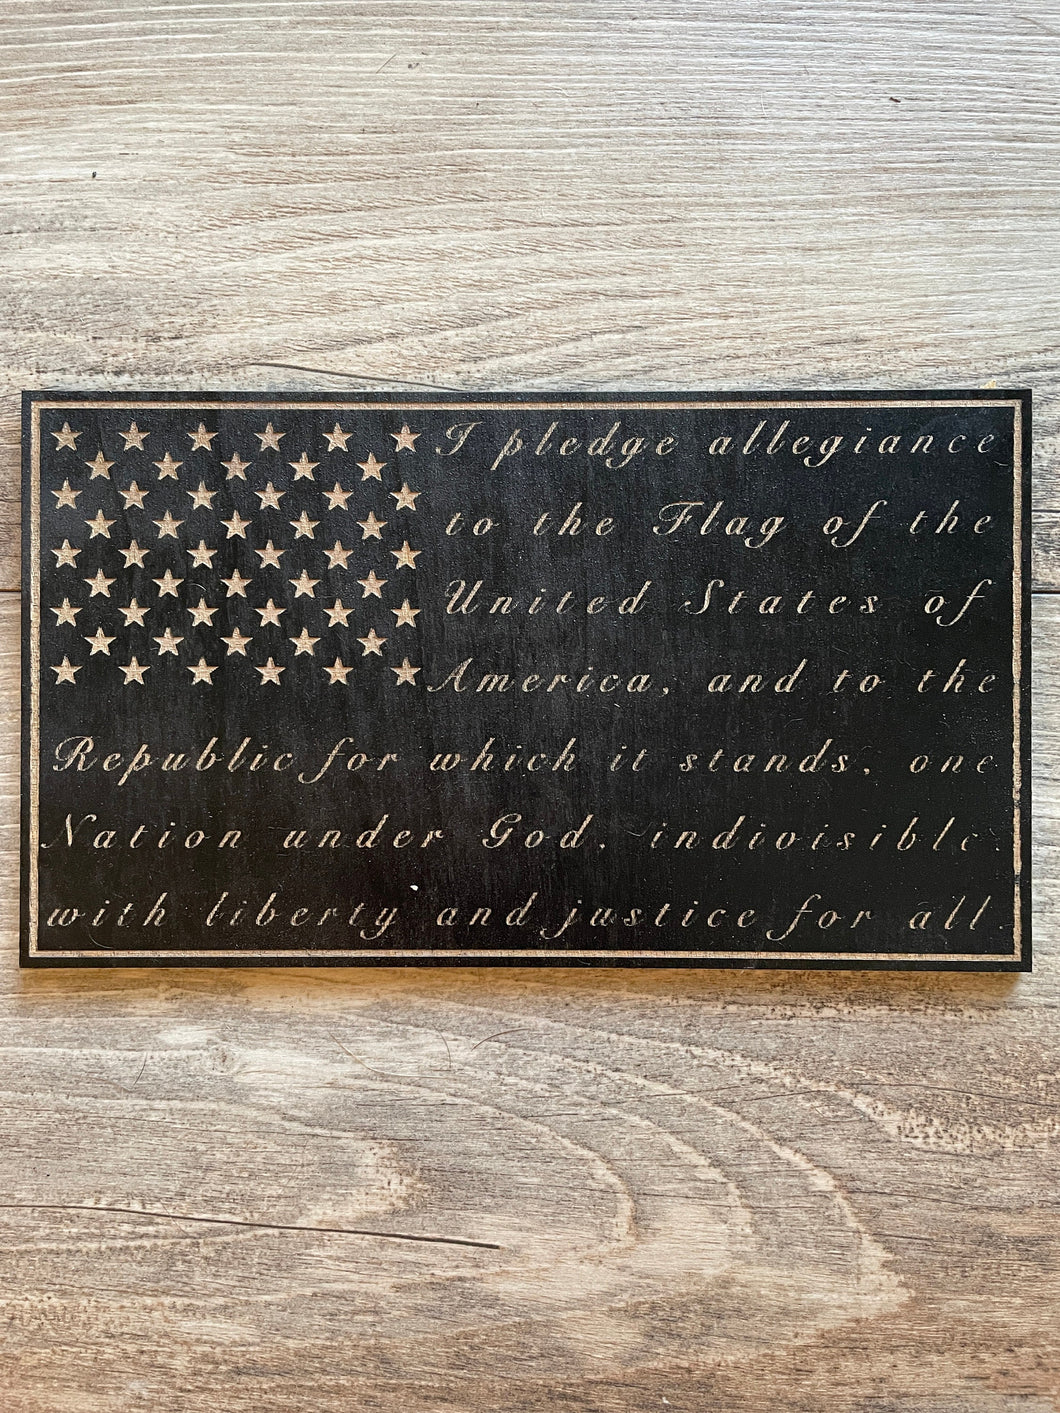 I pledge allegiance
to the Flag of the
United States of
America, and to the
Republic for which it stands, one
Nation under God, indivisible,
with liberty and justice for all.